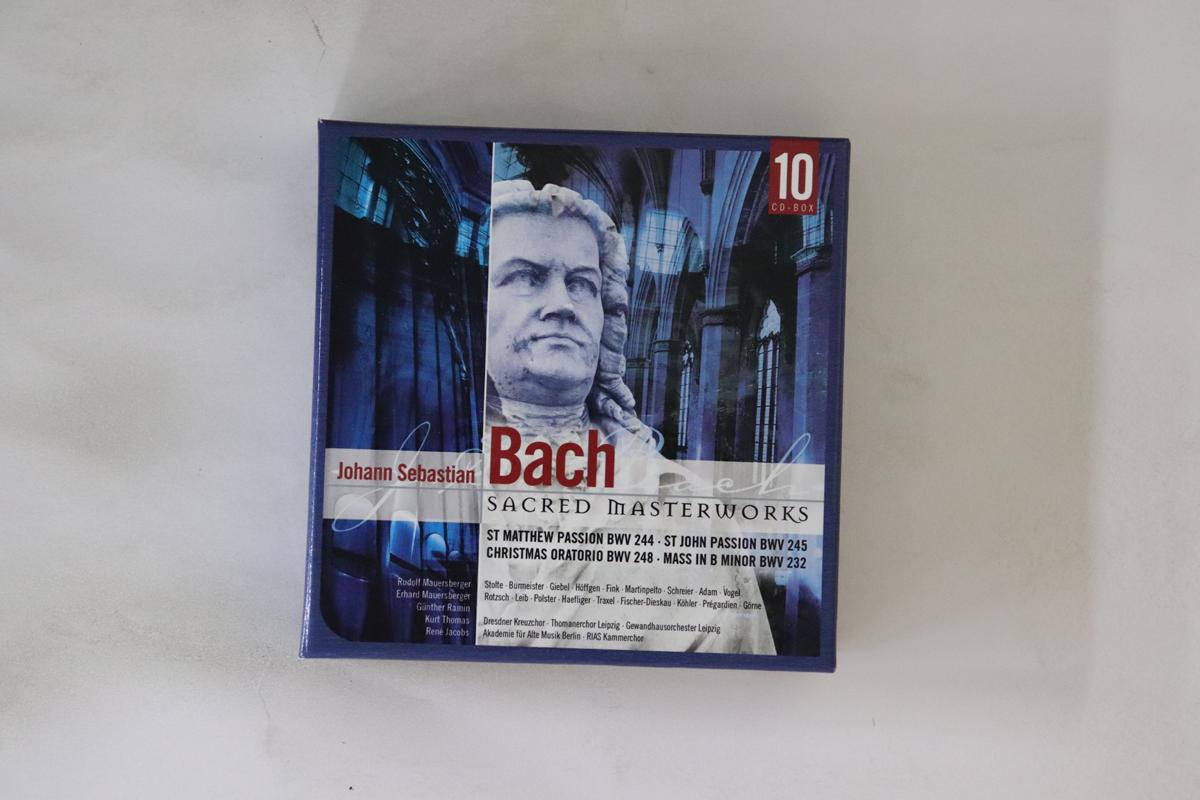 10
CD-BOX
Johann Sebastian Bach
SACRED MASTERWORKS
ST MATTHEW PASSION BWV 244 · ST JOHN PASSION BWV 245
CHRISTMAS ORATORIO BWV 248 · MASS IN B MINOR BWV 232
Rudolf Mauersberger
Erhard Mauersberger
Günther Ramin
Kurt Thomas
René Jacobs
Stolte · Burmeister · Giebel · Höffgen · Fink · Martinpelto · Schreier · Adam · Vogel
Rotzsch · Leib · Polster · Haefliger · Traxel · Fischer-Dieskau · Köhler · Prégardien · Görne
Dresdner Kreuzchor · Thomanerchor Leipzig · Gewandhausorchester Leipzig
Akademie für Alte Musik Berlin · RIAS Kammerchor